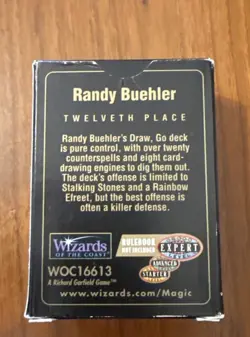 Randy Buehler
TWELVETH PLACE
Randy Buehler's Draw, Go deck
is pure control, with over twenty
counterspells and eight card-
drawing engines to dig them out.
The deck's offense is limited to
Stalking Stones and a Rainbow
Efreet, but the best offense is
often a killer defense.
Wizards
OF THE COAST
RULEBOOK
NOT INCLUDED
EXPERT
LEVEL
ADVANCED
LEVEL
STARTER
WOC16613
A Richard Garfield Game™
www.wizards.com/Magic